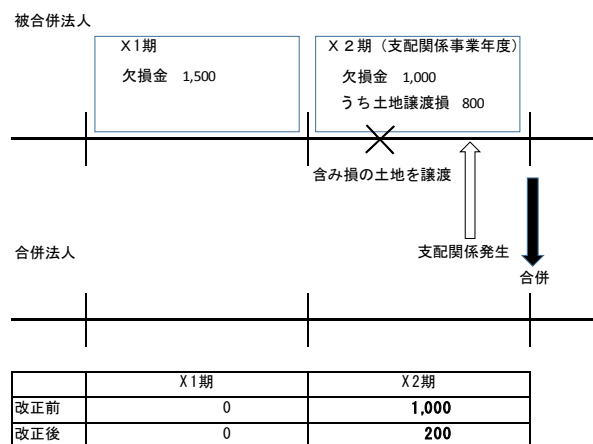 被合併法人
X1期
欠損金 1,500
X2期(支配関係事業年度)
欠損金 1,000
うち土地譲渡損 800
含み損の土地を譲渡
支配関係発生
合併法人
合併
X1期 X2期
改正前 0 1,000
改正後 0 200